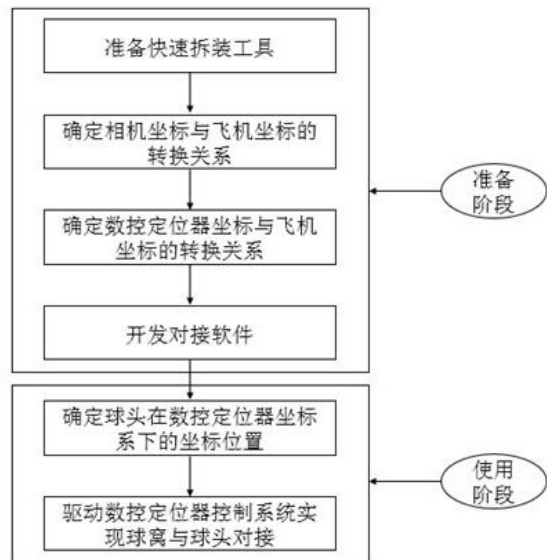 准备快速拆装工具
确定相机坐标与飞机坐标的
转换关系
准备
阶段
确定数控定位器坐标与飞机
坐标的转换关系
开发对接软件
确定球头在数控定位器坐标
系下的坐标位置
使用
阶段
驱动数控定位器控制系统实
现球窝与球头对接